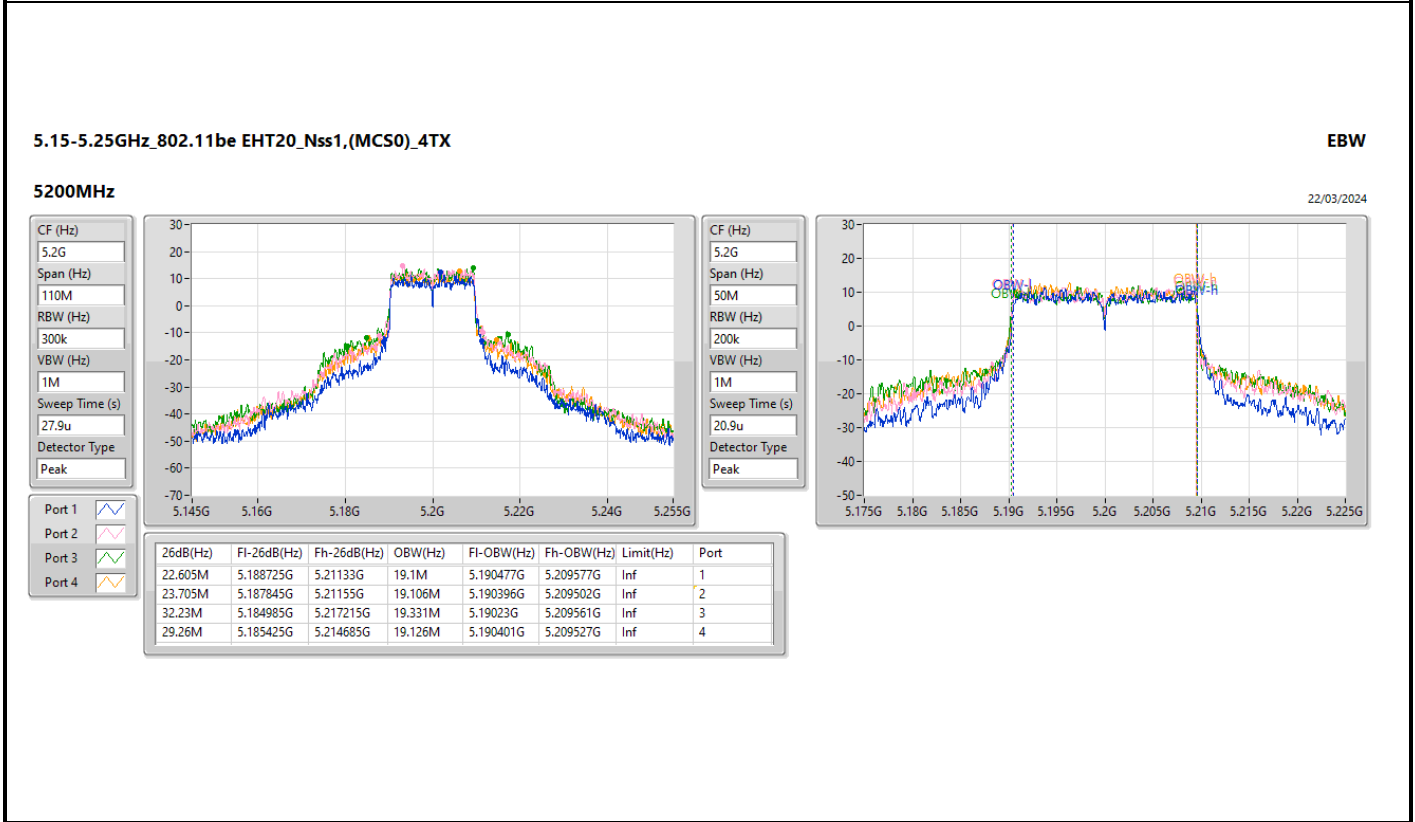 5.15-5.25GHz_802.11be EHT20_Nss1,(MCS0)_4TX
EBW
5200MHz
22/03/2024
CF (Hz)
5.2G
Span (Hz)
110M
RBW (Hz)
300k
VBW (Hz)
1M
Sweep Time (s)
27.9u
Detector Type
Peak
30
20
10
0
-10
-20
-30
-40
-50
-60
-70
5.145G 5.16G 5.18G 5.2G 5.22G 5.24G 5.255G
CF (Hz)
5.2G
Span (Hz)
50M
RBW (Hz)
200k
VBW (Hz)
1M
Sweep Time (s)
20.9u
Detector Type
Peak
30
20
10
0
-10
-20
-30
-40
-50
OBW-l
OBW-h
OBW-h
5.175G 5.18G 5.185G 5.19G 5.195G 5.2G 5.205G 5.21G 5.215G 5.22G 5.225G
Port 1
Port 2
Port 3
Port 4
26dB(Hz) Fl-26dB(Hz) Fh-26dB(Hz) OBW(Hz) Fl-OBW(Hz) Fh-OBW(Hz) Limit(Hz) Port
22.605M 5.188725G 5.21133G 19.1M 5.190477G 5.209577G Inf 1
23.705M 5.187845G 5.21155G 19.106M 5.190396G 5.209502G Inf 2
32.23M 5.184985G 5.217215G 19.331M 5.19023G 5.209561G Inf 3
29.26M 5.185425G 5.214685G 19.126M 5.190401G 5.209527G Inf 4